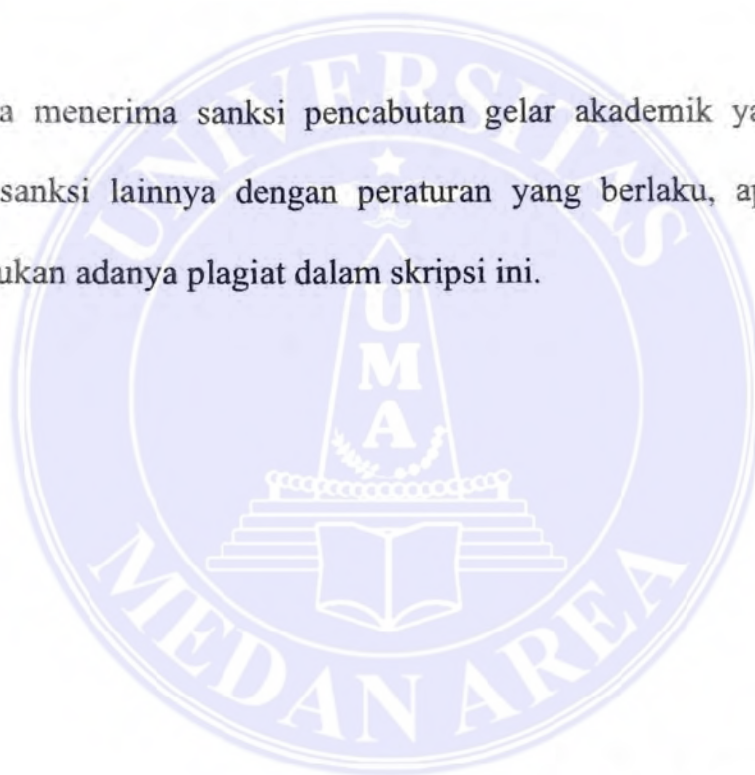 a menerima sanksi pencabutan gelar akademik ya
sanksi lainnya dengan peraturan yang berlaku, ap
ukan adanya plagiat dalam skripsi ini.
UNIVERSITAS
UMA
MEDAN AREA